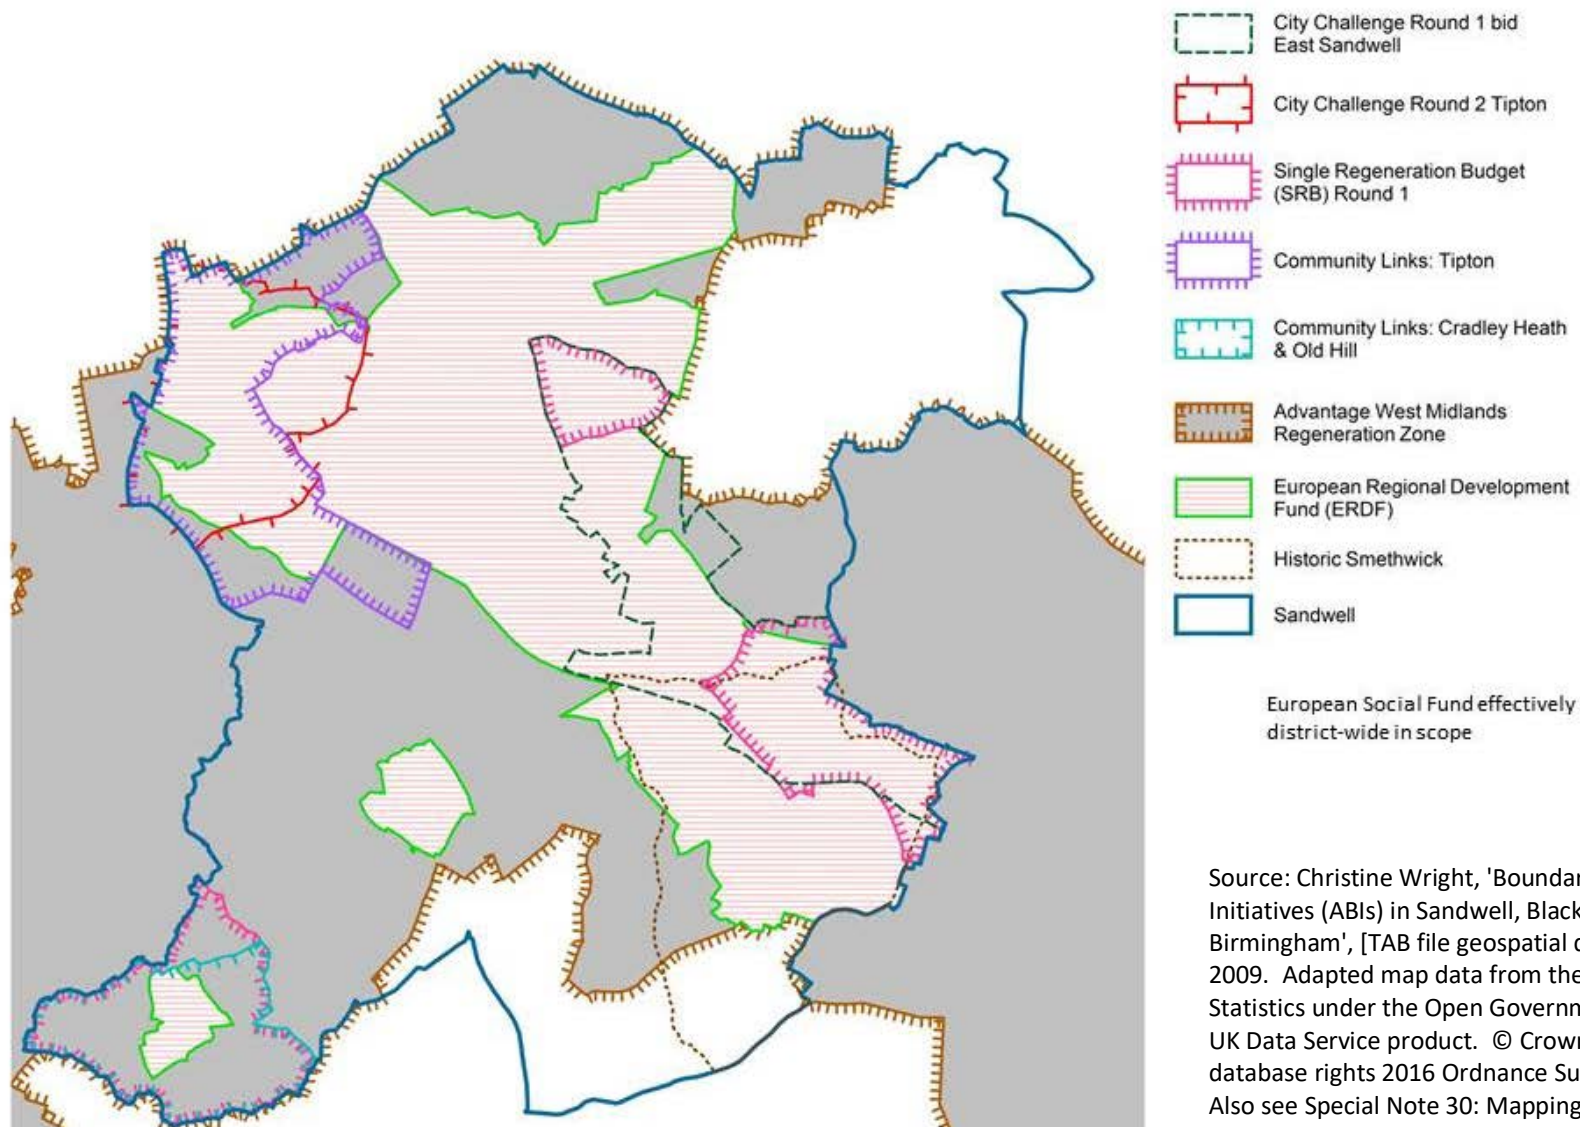 City Challenge Round 1 bid
East Sandwell
City Challenge Round 2 Tipton
Single Regeneration Budget
(SRB) Round 1
Community Links: Tipton
Community Links: Cradley Heath
& Old Hill
Advantage West Midlands
Regeneration Zone
European Regional Development
Fund (ERDF)
Historic Smethwick
Sandwell
European Social Fund effectively
district-wide in scope
Source: Christine Wright, 'Boundar
Initiatives (ABIs) in Sandwell, Black
Birmingham', [TAB file geospatial d
2009. Adapted map data from the
Statistics under the Open Governm
UK Data Service product. © Crown
database rights 2016 Ordnance Su
Also see Special Note 30: Mapping